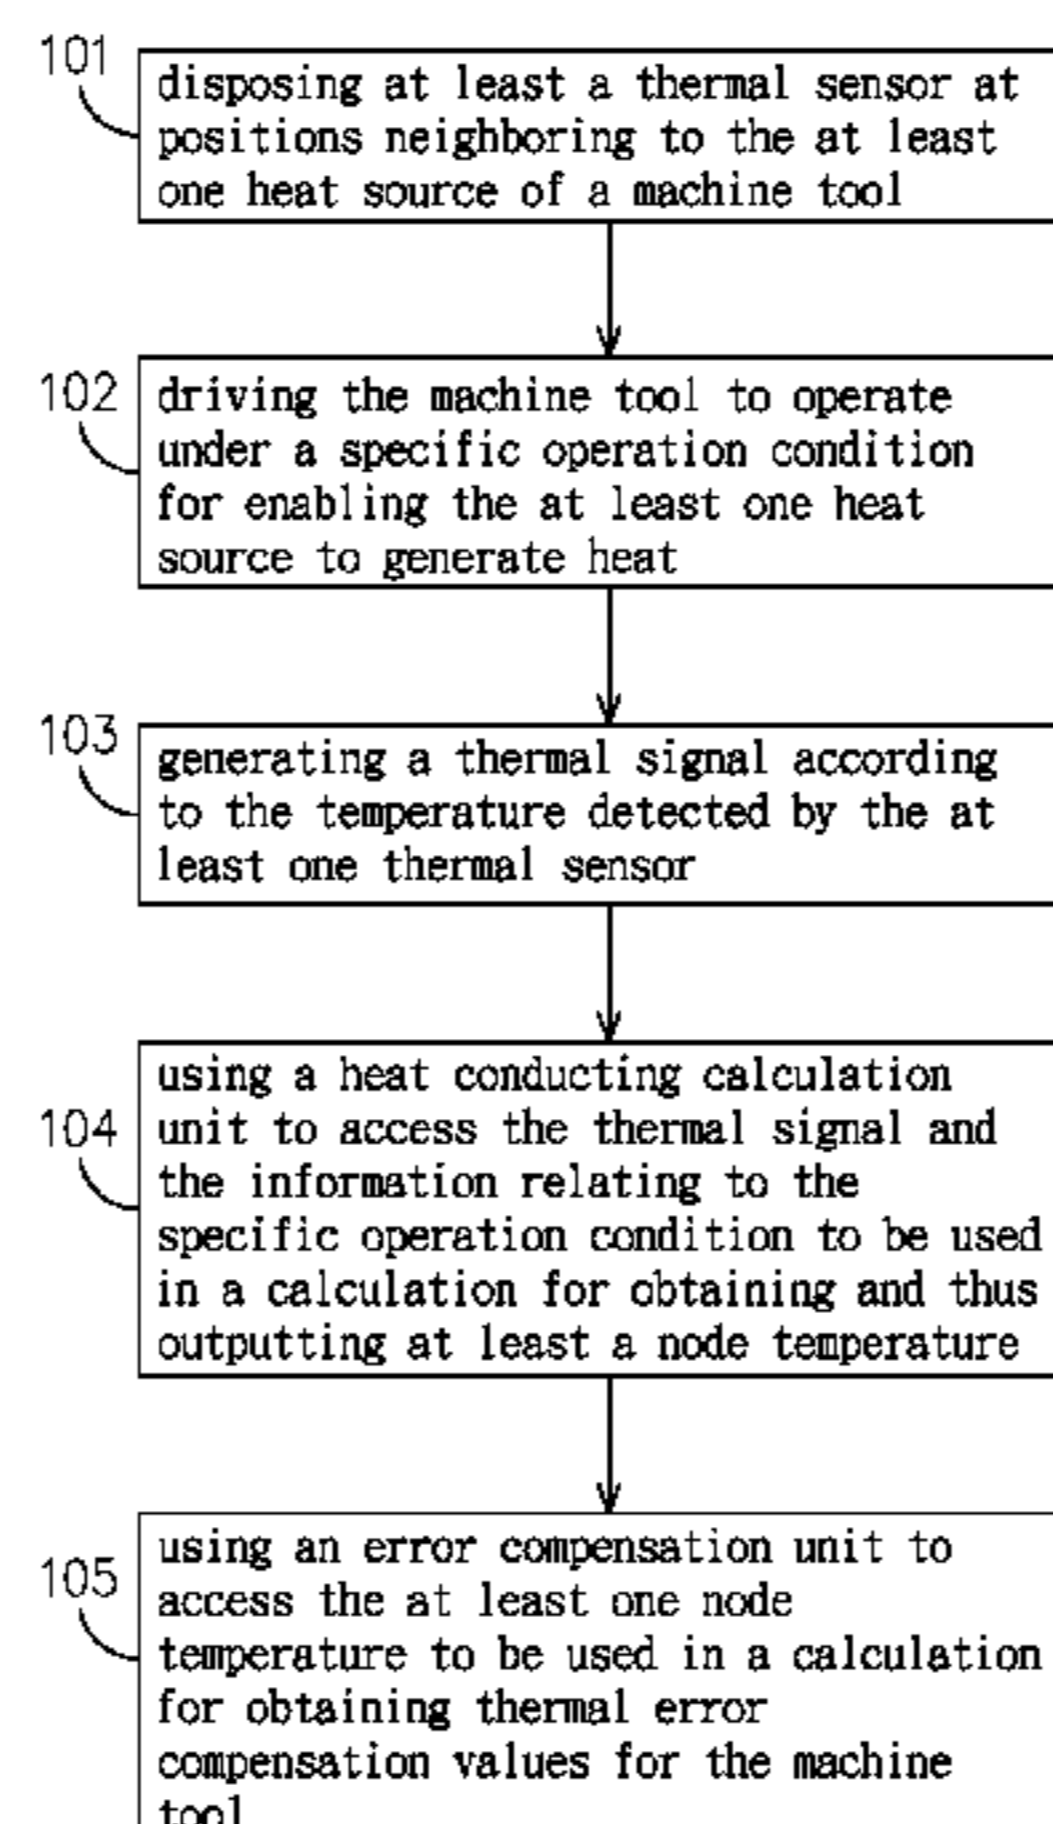 101
disposing at least a thermal sensor at
positions neighboring to the at least
one heat source of a machine tool
102
driving the machine tool to operate
under a specific operation condition
for enabling the at least one heat
source to generate heat
103
generating a thermal signal according
to the temperature detected by the at
least one thermal sensor
104
using a heat conducting calculation
unit to access the thermal signal and
the information relating to the
specific operation condition to be used
in a calculation for obtaining and thus
outputting at least a node temperature
105
using an error compensation unit to
access the at least one node
temperature to be used in a calculation
for obtaining thermal error
compensation values for the machine
tool